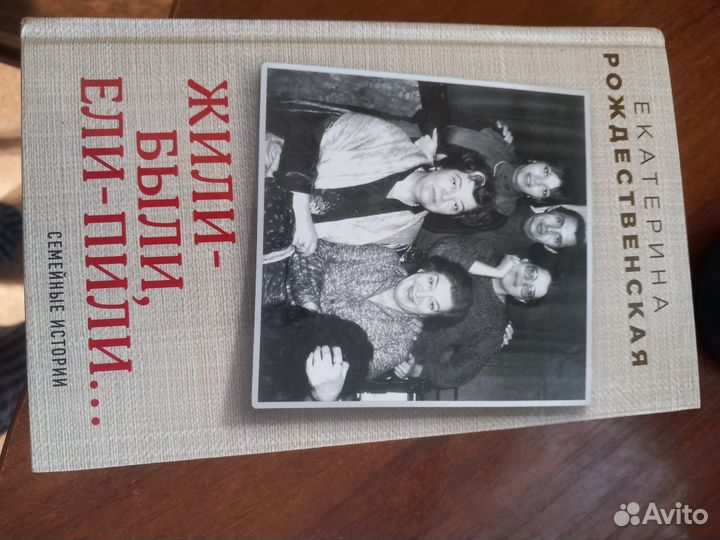 ЕКАТЕРИНА
РОЖДЕСТВЕНСКАЯ
ЖИЛИ-
БЫЛИ,
ЕЛИ-ПИЛИ...
СЕМЕЙНЫЕ ИСТОРИИ
Avito